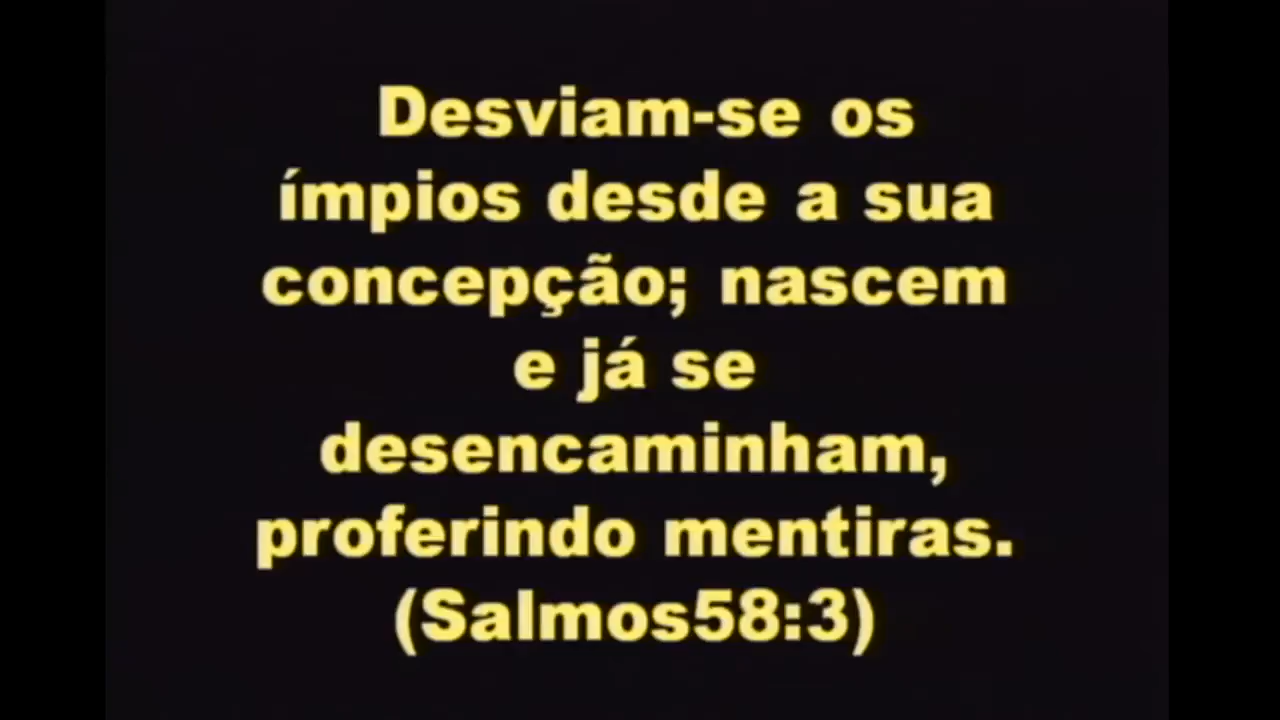 Desviam-se os
ímpios desde a sua
concepção; nascem
e já se
desencaminham,
proferindo mentiras.
(Salmos58:3)